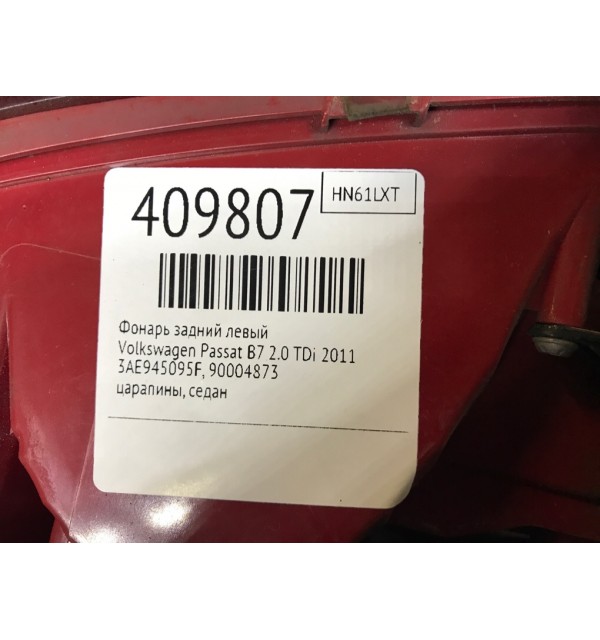 409807
HN61LXT
Фонарь задний левый
Volkswagen Passat B7 2.0 TDi 2011
3AE945095F, 90004873
царапины, седан